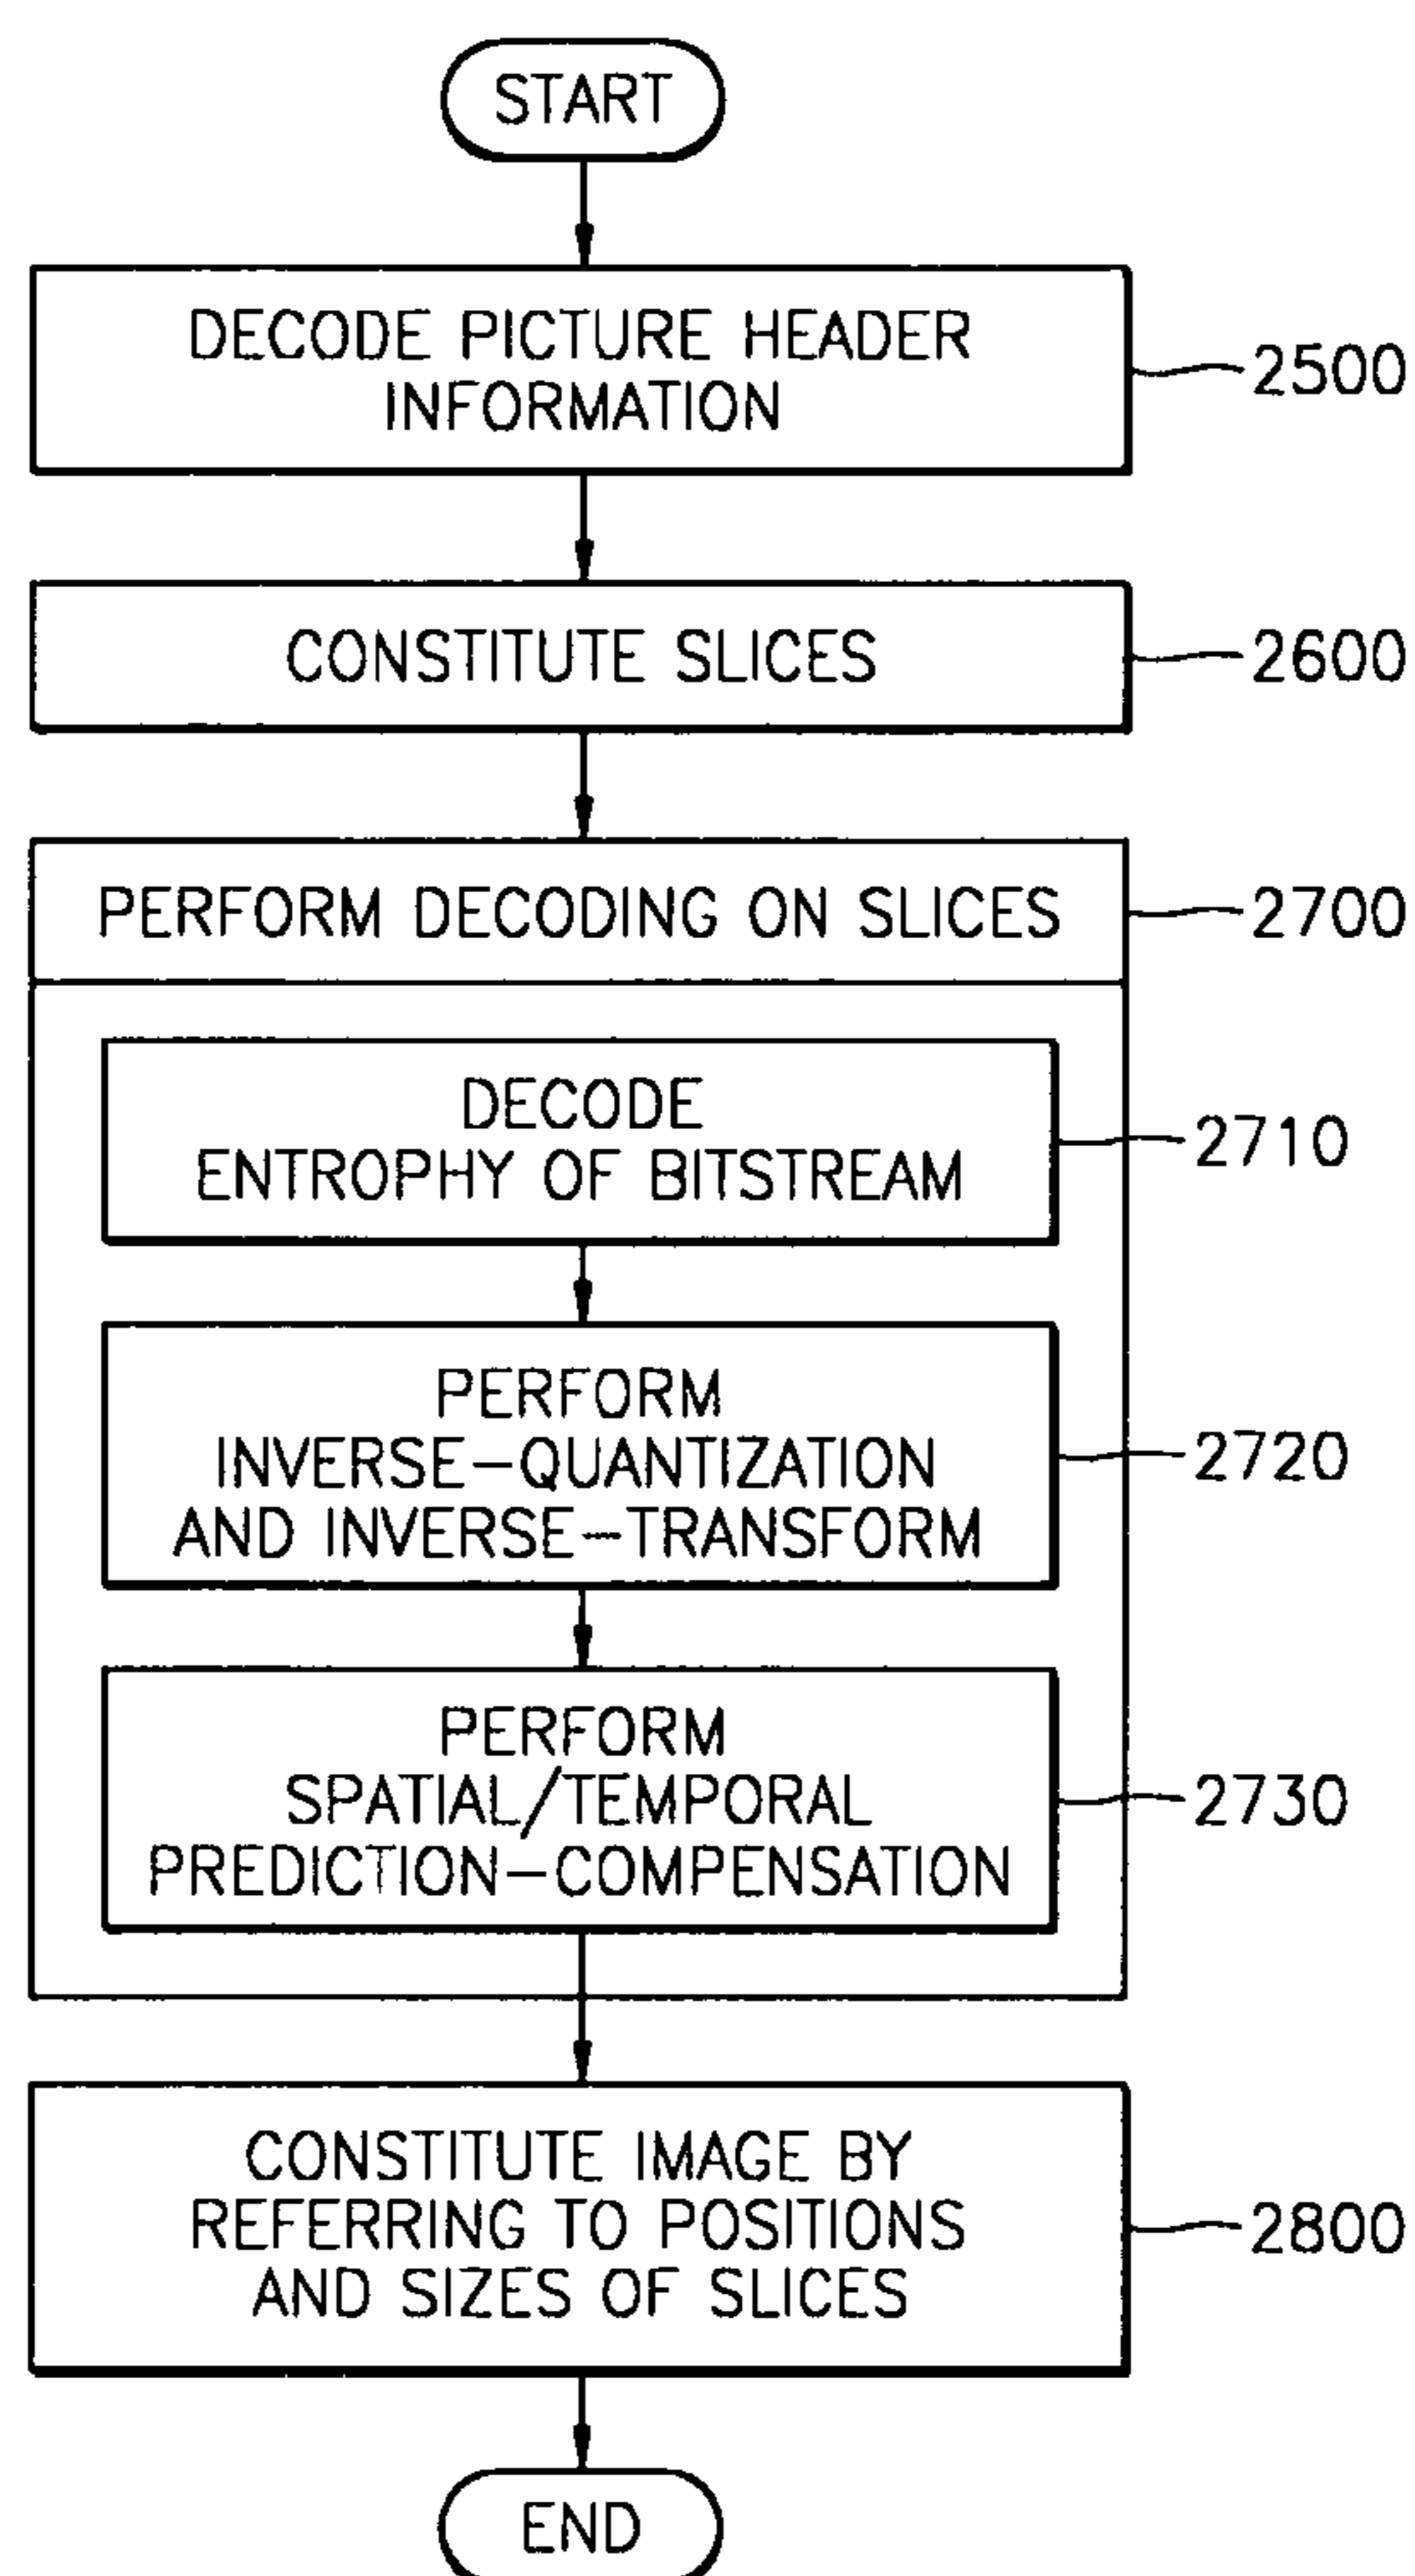 START
DECODE PICTURE HEADER
INFORMATION
2500
CONSTITUTE SLICES
2600
PERFORM DECODING ON SLICES
2700
DECODE
ENTROPHY OF BITSTREAM
2710
PERFORM
INVERSE-QUANTIZATION
AND INVERSE-TRANSFORM
2720
PERFORM
SPATIAL/TEMPORAL
PREDICTION-COMPENSATION
2730
CONSTITUTE IMAGE BY
REFERRING TO POSITIONS
AND SIZES OF SLICES
2800
END